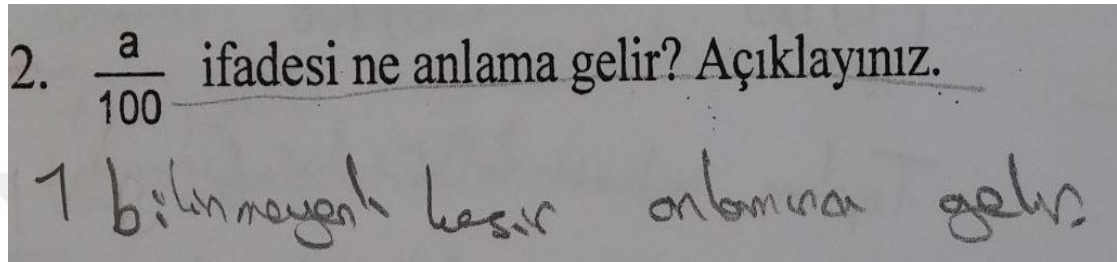 2. a/100 ifadesi ne anlama gelir? Açıklayınız.
1 bilinmeyenli kesir anlamına gelir.